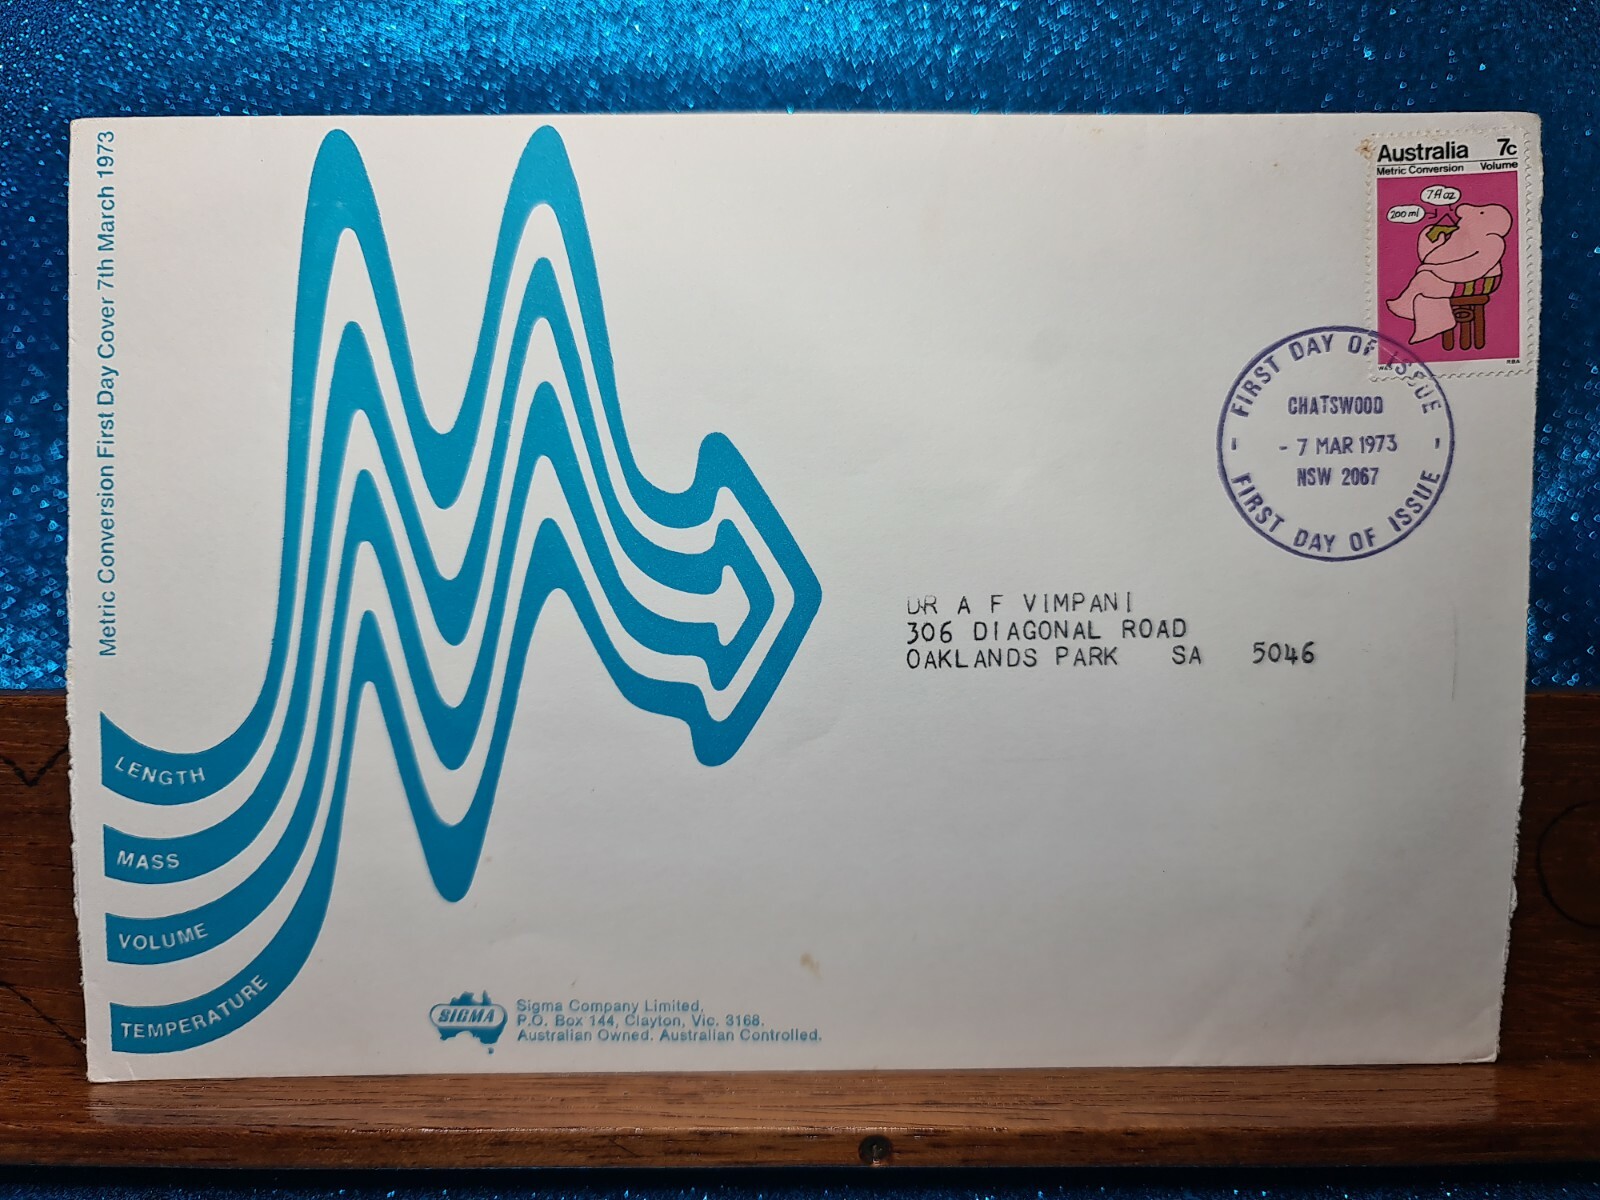 Metric Conversion First Day Cover 7th March 1973
Australia 7c
Metric Conversion Volume
7 fl oz
200 ml
RBA
FIRST DAY OF ISSUE
CHATSWOOD
- 7 MAR 1973
NSW 2067
FIRST DAY OF ISSUE
DR A F VIMPANI
306 DIAGONAL ROAD
OAKLANDS PARK SA 5046
LENGTH
MASS
VOLUME
TEMPERATURE
SIGMA
Sigma Company Limited,
P.O. Box 144, Clayton, Vic. 3168.
Australian Owned. Australian Controlled.